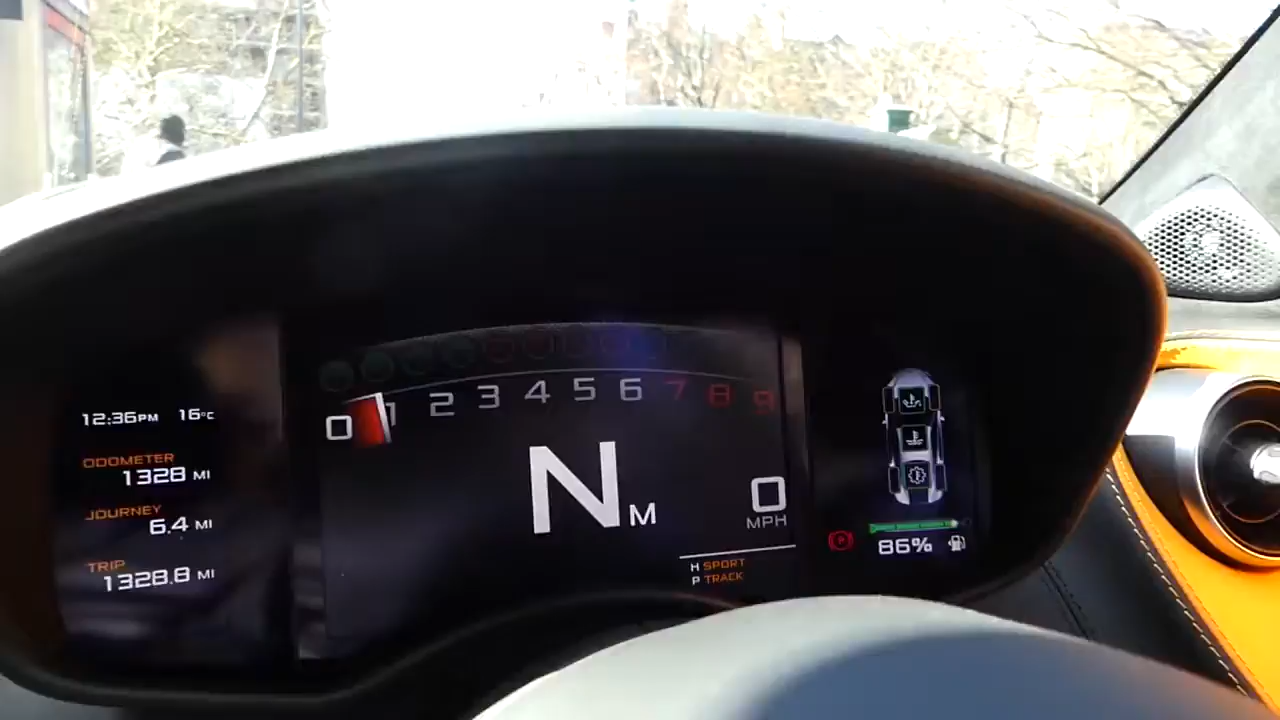 12:36PM 16°C
ODOMETER
1328 MI
JOURNEY
6.4 MI
TRIP
1328.8 MI
0 1 2 3 4 5 6 7 8 9
N M
0
MPH
H SPORT
P TRACK
P
86%